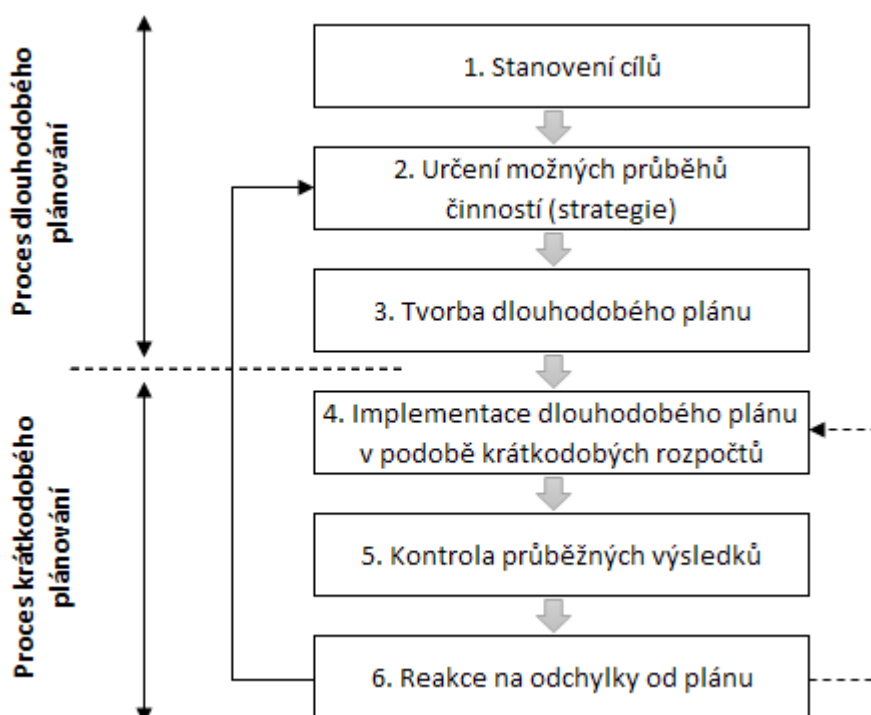 Proces dlouhodobého
plánování
1. Stanovení cílů
2. Určení možných průběhů
činností (strategie)
3. Tvorba dlouhodobého plánu
Proces krátkodobého
plánování
4. Implementace dlouhodobého plánu
v podobě krátkodobých rozpočtů
5. Kontrola průběžných výsledků
6. Reakce na odchylky od plánu